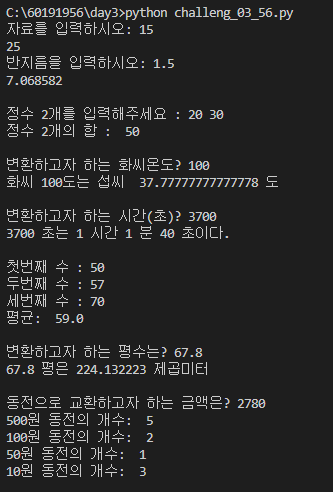 C:\60191956\day3>python challeng_03_56.py
자료를 입력하시오: 15
25
반지름을 입력하시오: 1.5
7.068582
정수 2개를 입력해주세요 : 20 30
정수 2개의 합 :  50
변환하고자 하는 화씨온도? 100
화씨 100도는 섭씨  37.77777777777778 도
변환하고자 하는 시간(초)? 3700
3700 초는 1 시간 1 분 40 초이다.
첫번째 수 : 50
두번째 수 : 57
세번째 수 : 70
평균:  59.0
변환하고자 하는 평수는? 67.8
67.8 평은 224.132223 제곱미터
동전으로 교환하고자 하는 금액은? 2780
500원 동전의 개수:  5
100원 동전의 개수:  2
50원 동전의 개수:  1
10원 동전의 개수:  3